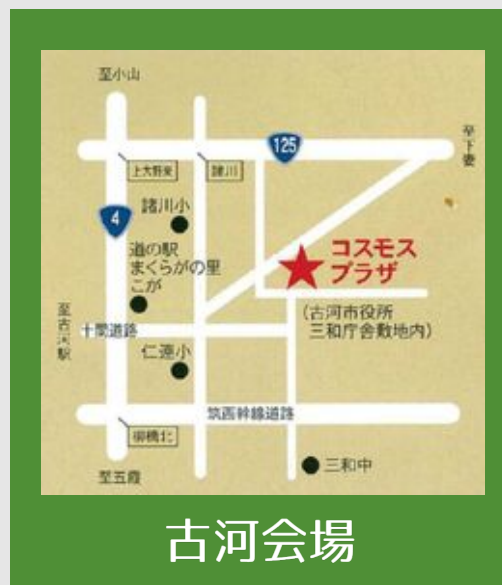 至小山
125
至下妻
上大野東
諸川
4
諸川小
道の駅
まくらがの里
こが
コスモス
プラザ
(古河市役所
三和庁舎敷地内)
至古河駅
十間道路
仁連小
筑西幹線道路
柳橋北
三和中
至五霞
古河会場